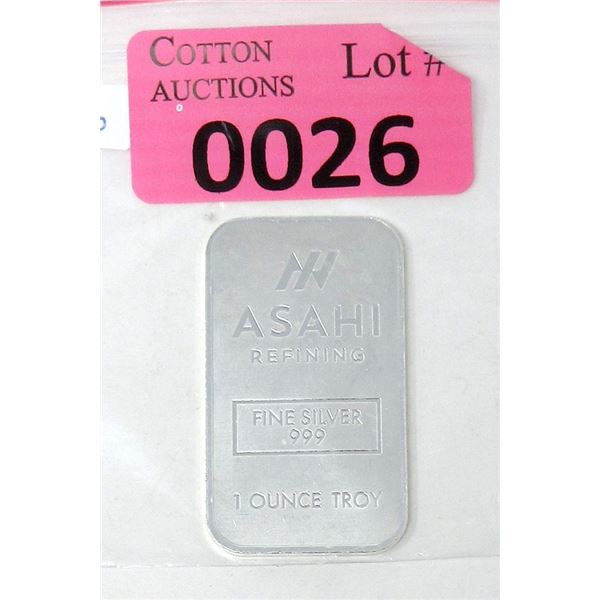 COTTON
AUCTIONS
Lot #
0026
ASAHI
REFINING
FINE SILVER
.999
1 OUNCE TROY